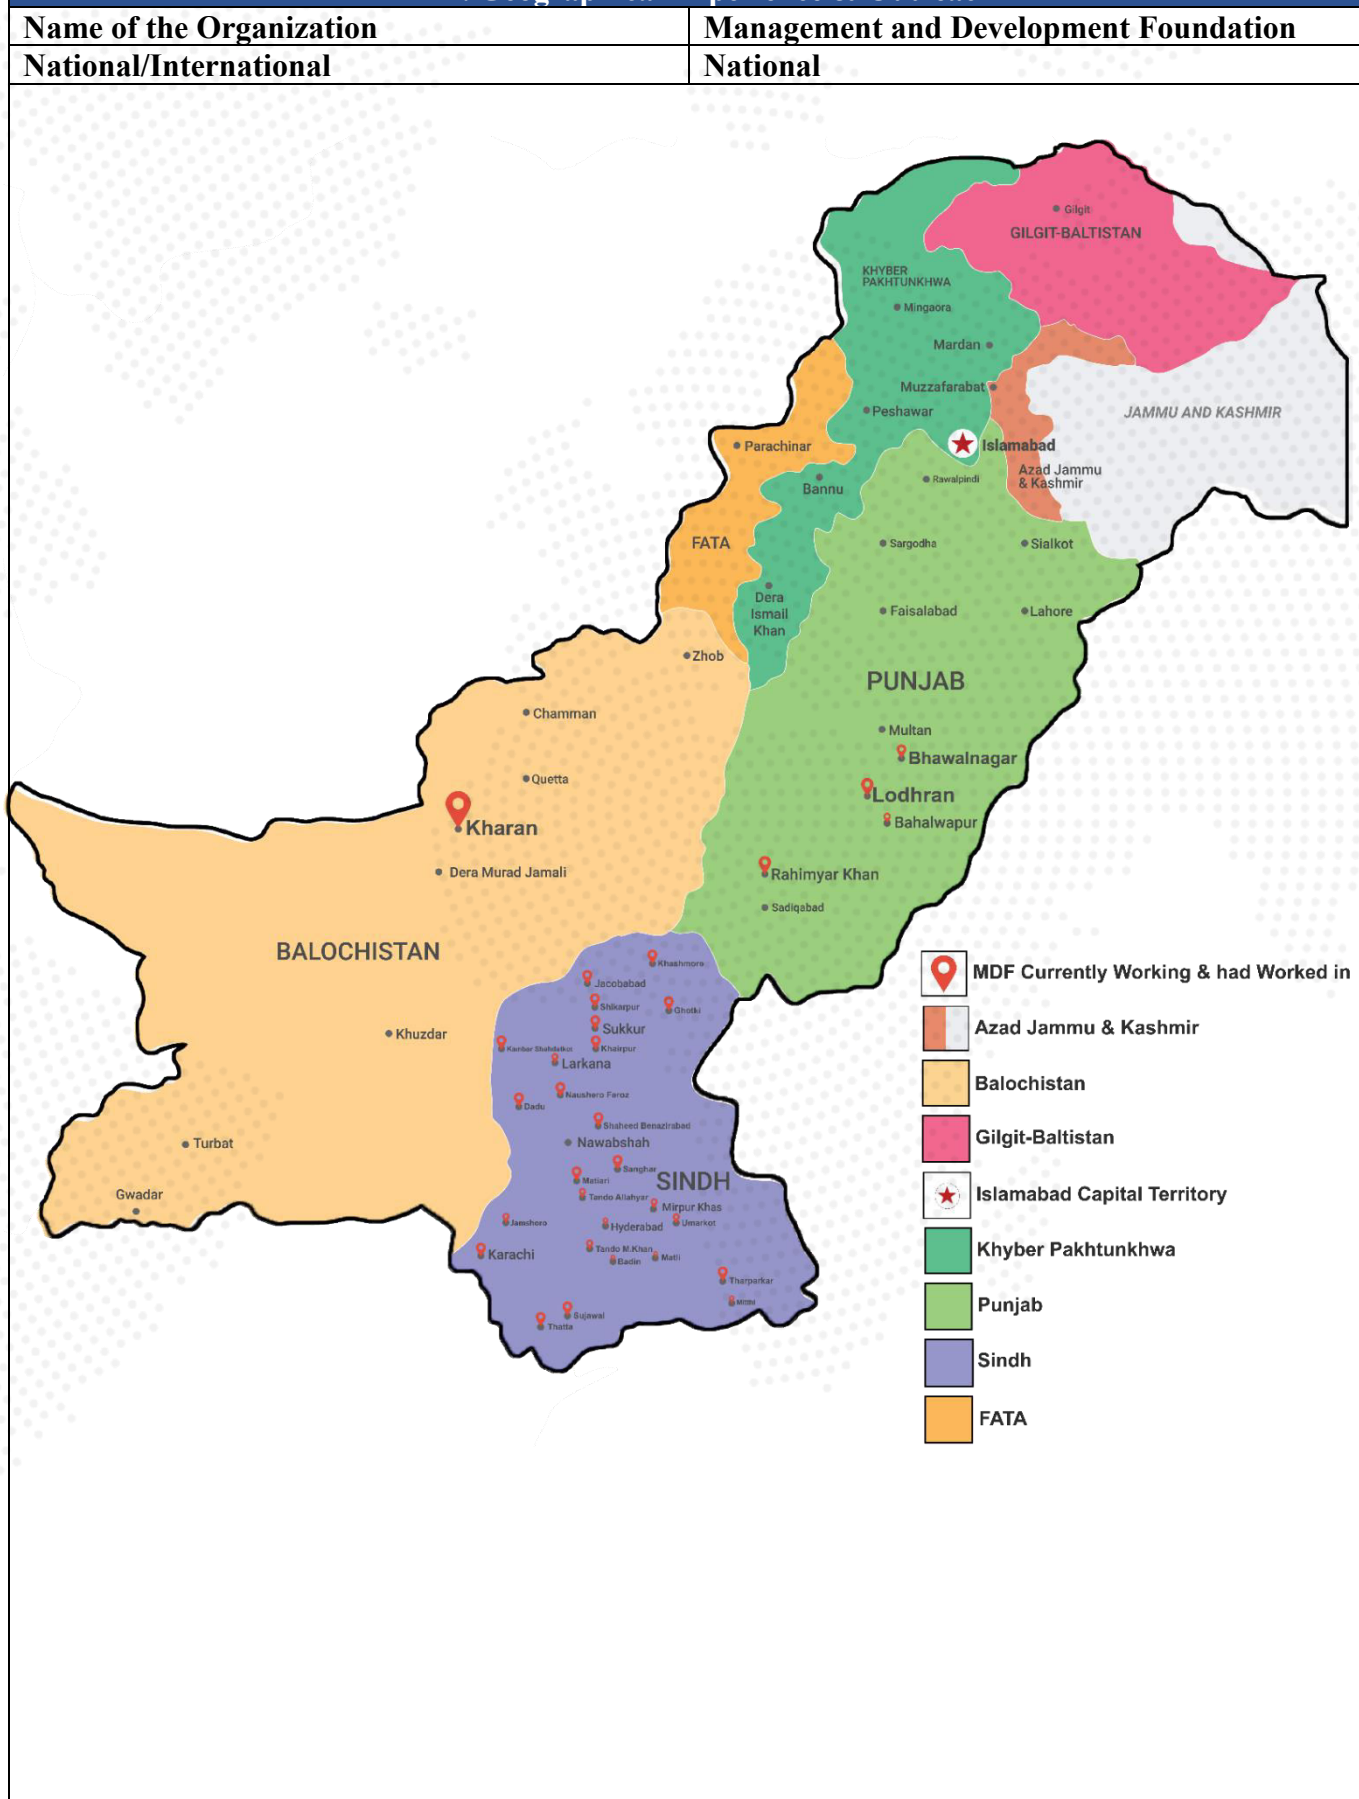 Name of the Organization
Management and Development Foundation
National/International
National
Gilgit
GILGIT-BALTISTAN
KHYBER
PAKHTUNKHWA
Mingaora
Mardan
Muzzafarabat
Peshawar
JAMMU AND KASHMIR
Islamabad
Parachinar
Azad Jammu
& Kashmir
Rawalpindi
Bannu
FATA
Sargodha
Sialkot
Dera
Ismail
Khan
Faisalabad
Lahore
Zhob
PUNJAB
Chamman
Multan
Bhawalnagar
Quetta
Lodhran
Kharan
Bahalwapur
Dera Murad Jamali
Rahimyar Khan
Sadiqabad
BALOCHISTAN
Khashmore
Jacobabad
Shikarpur
Ghotki
Sukkur
Khuzdar
Kambar Shahdatkot
Khairpur
Larkana
Naushero Feroz
Dadu
Shaheed Benazirabad
Nawabshah
Turbat
Sanghar
Matiari
SINDH
Tando Allahyar
Gwadar
Mirpur Khas
Jamshoro
Hyderabad
Umarkot
Karachi
Tando M.Khan
Badin
Matli
Tharparkar
Mithi
Sujawal
Thatta
MDF Currently Working & had Worked in
Azad Jammu & Kashmir
Balochistan
Gilgit-Baltistan
Islamabad Capital Territory
Khyber Pakhtunkhwa
Punjab
Sindh
FATA